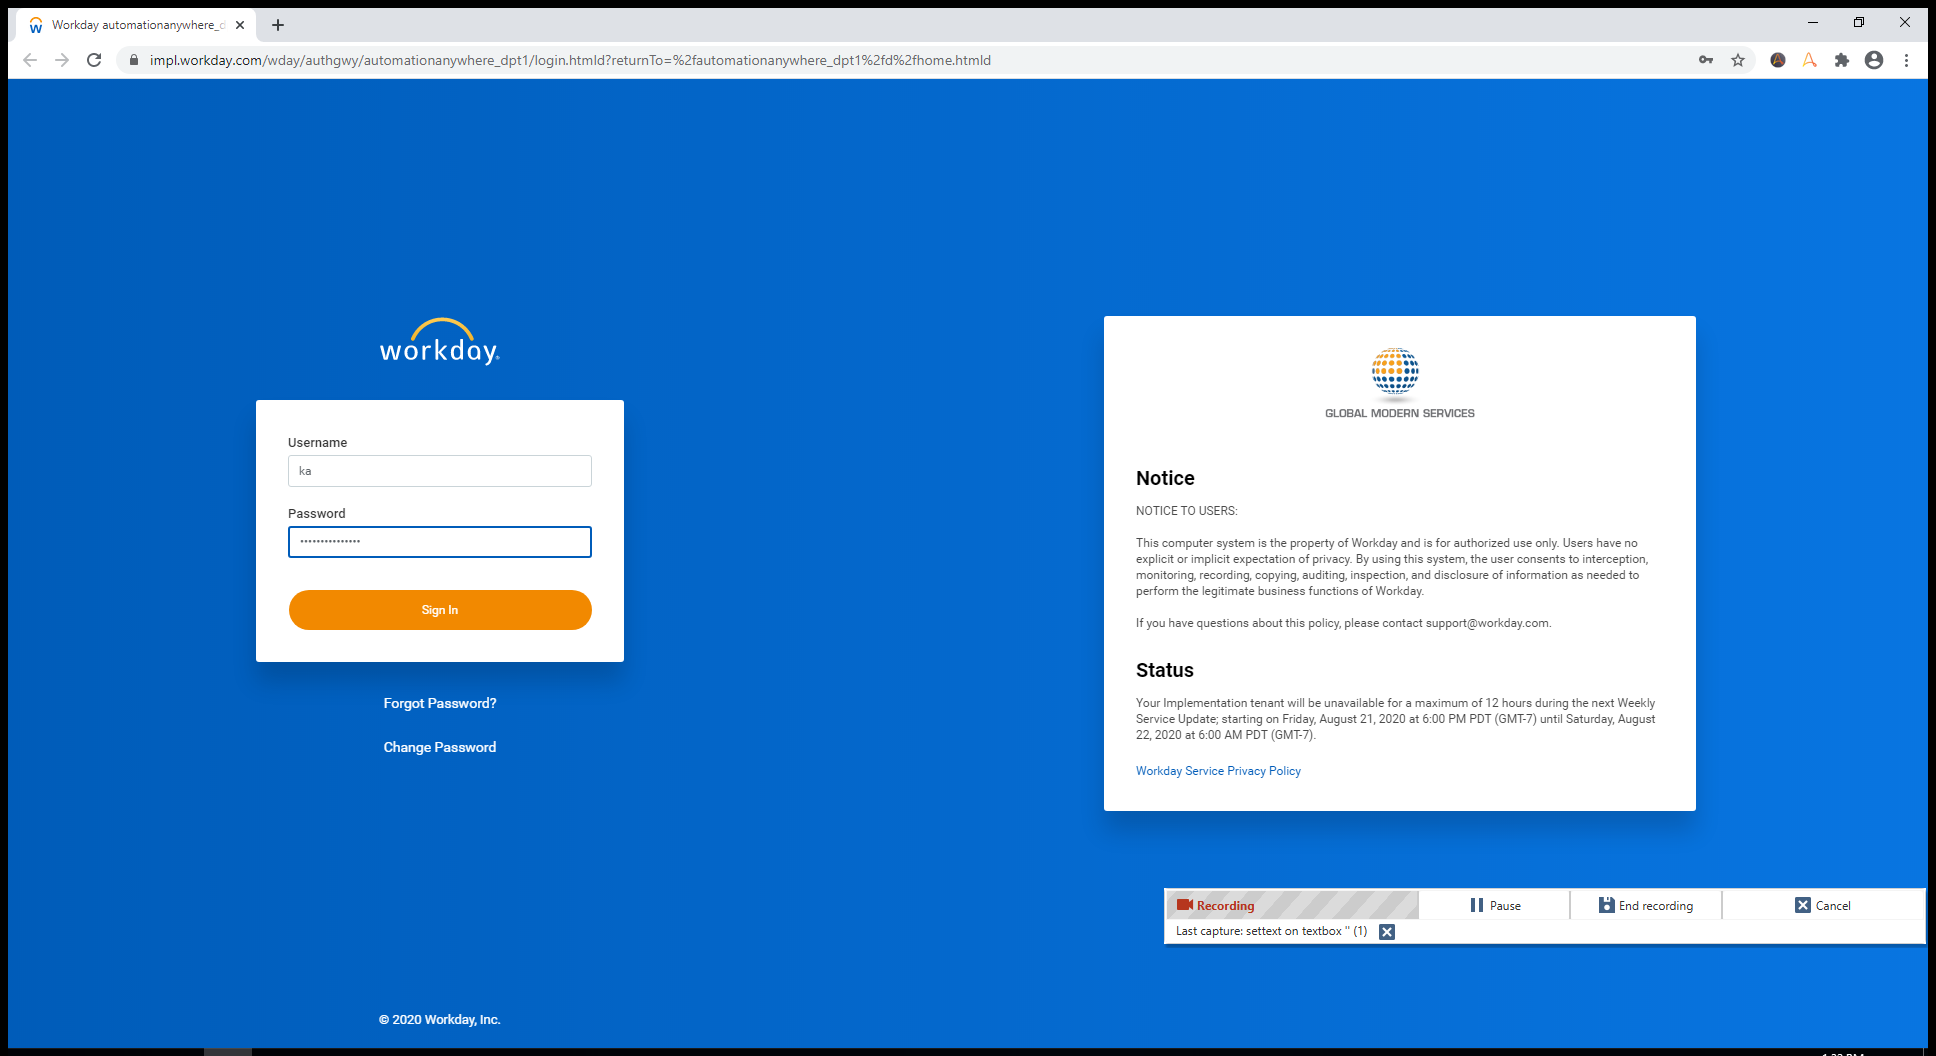 Workday automationanywhere_d
impl.workday.com/wday/authgwy/automationanywhere_dpt1/login.htmld?returnTo=%2fautomationanywhere_dpt1%2fd%2fhome.htmld
workday
Username
ka
Password
Sign In
Forgot Password?
Change Password
© 2020 Workday, Inc.
GLOBAL MODERN SERVICES
Notice
NOTICE TO USERS:
This computer system is the property of Workday and is for authorized use only. Users have no
explicit or implicit expectation of privacy. By using this system, the user consents to interception,
monitoring, recording, copying, auditing, inspection, and disclosure of information as needed to
perform the legitimate business functions of Workday.
If you have questions about this policy, please contact support@workday.com.
Status
Your Implementation tenant will be unavailable for a maximum of 12 hours during the next Weekly
Service Update; starting on Friday, August 21, 2020 at 6:00 PM PDT (GMT-7) until Saturday, August
22, 2020 at 6:00 AM PDT (GMT-7).
Workday Service Privacy Policy
Recording
Pause
End recording
Cancel
Last capture: settext on textbox '' (1)